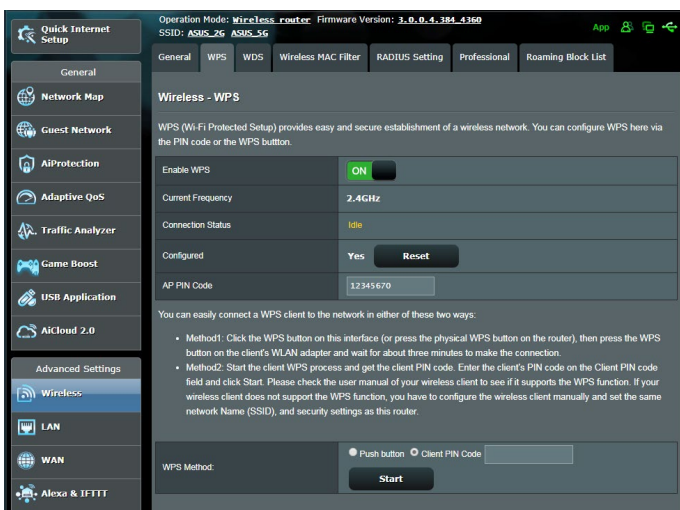 Quick Internet
Setup
General
Network Map
Guest Network
AiProtection
Adaptive QoS
Traffic Analyzer
Game Boost
USB Application
AiCloud 2.0
Advanced Settings
Wireless
LAN
WAN
Alexa & IFTTT
Operation Mode: Wireless router Firmware Version: 3.0.0.4.384_4360
SSID: ASUS_2G ASUS_5G
App
General WPS WDS Wireless MAC Filter RADIUS Setting Professional Roaming Block List
Wireless - WPS
WPS (Wi-Fi Protected Setup) provides easy and secure establishment of a wireless network. You can configure WPS here via
the PIN code or the WPS buttton.
Enable WPS ON
Current Frequency 2.4GHz
Connection Status Idle
Configured Yes Reset
AP PIN Code 12345670
You can easily connect a WPS client to the network in either of these two ways:
• Method1: Click the WPS button on this interface (or press the physical WPS button on the router), then press the WPS
button on the client's WLAN adapter and wait for about three minutes to make the connection.
• Method2: Start the client WPS process and get the client PIN code. Enter the client's PIN code on the Client PIN code
field and click Start. Please check the user manual of your wireless client to see if it supports the WPS function. If your
wireless client does not support the WPS function, you have to configure the wireless client manually and set the same
network Name (SSID), and security settings as this router.
WPS Method: Push button Client PIN Code
Start